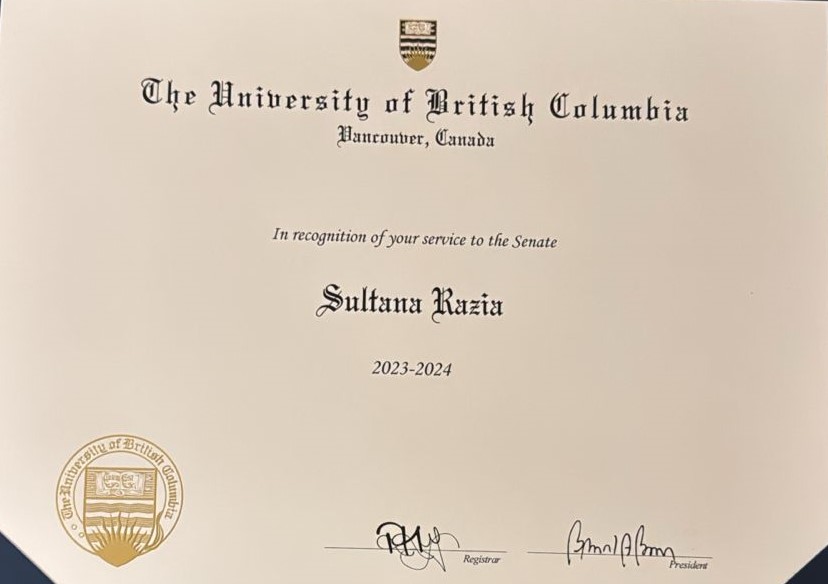 The University of British Columbia
Vancouver, Canada
In recognition of your service to the Senate
Sultana Razia
2023-2024
The University of British Columbia
Registrar
President